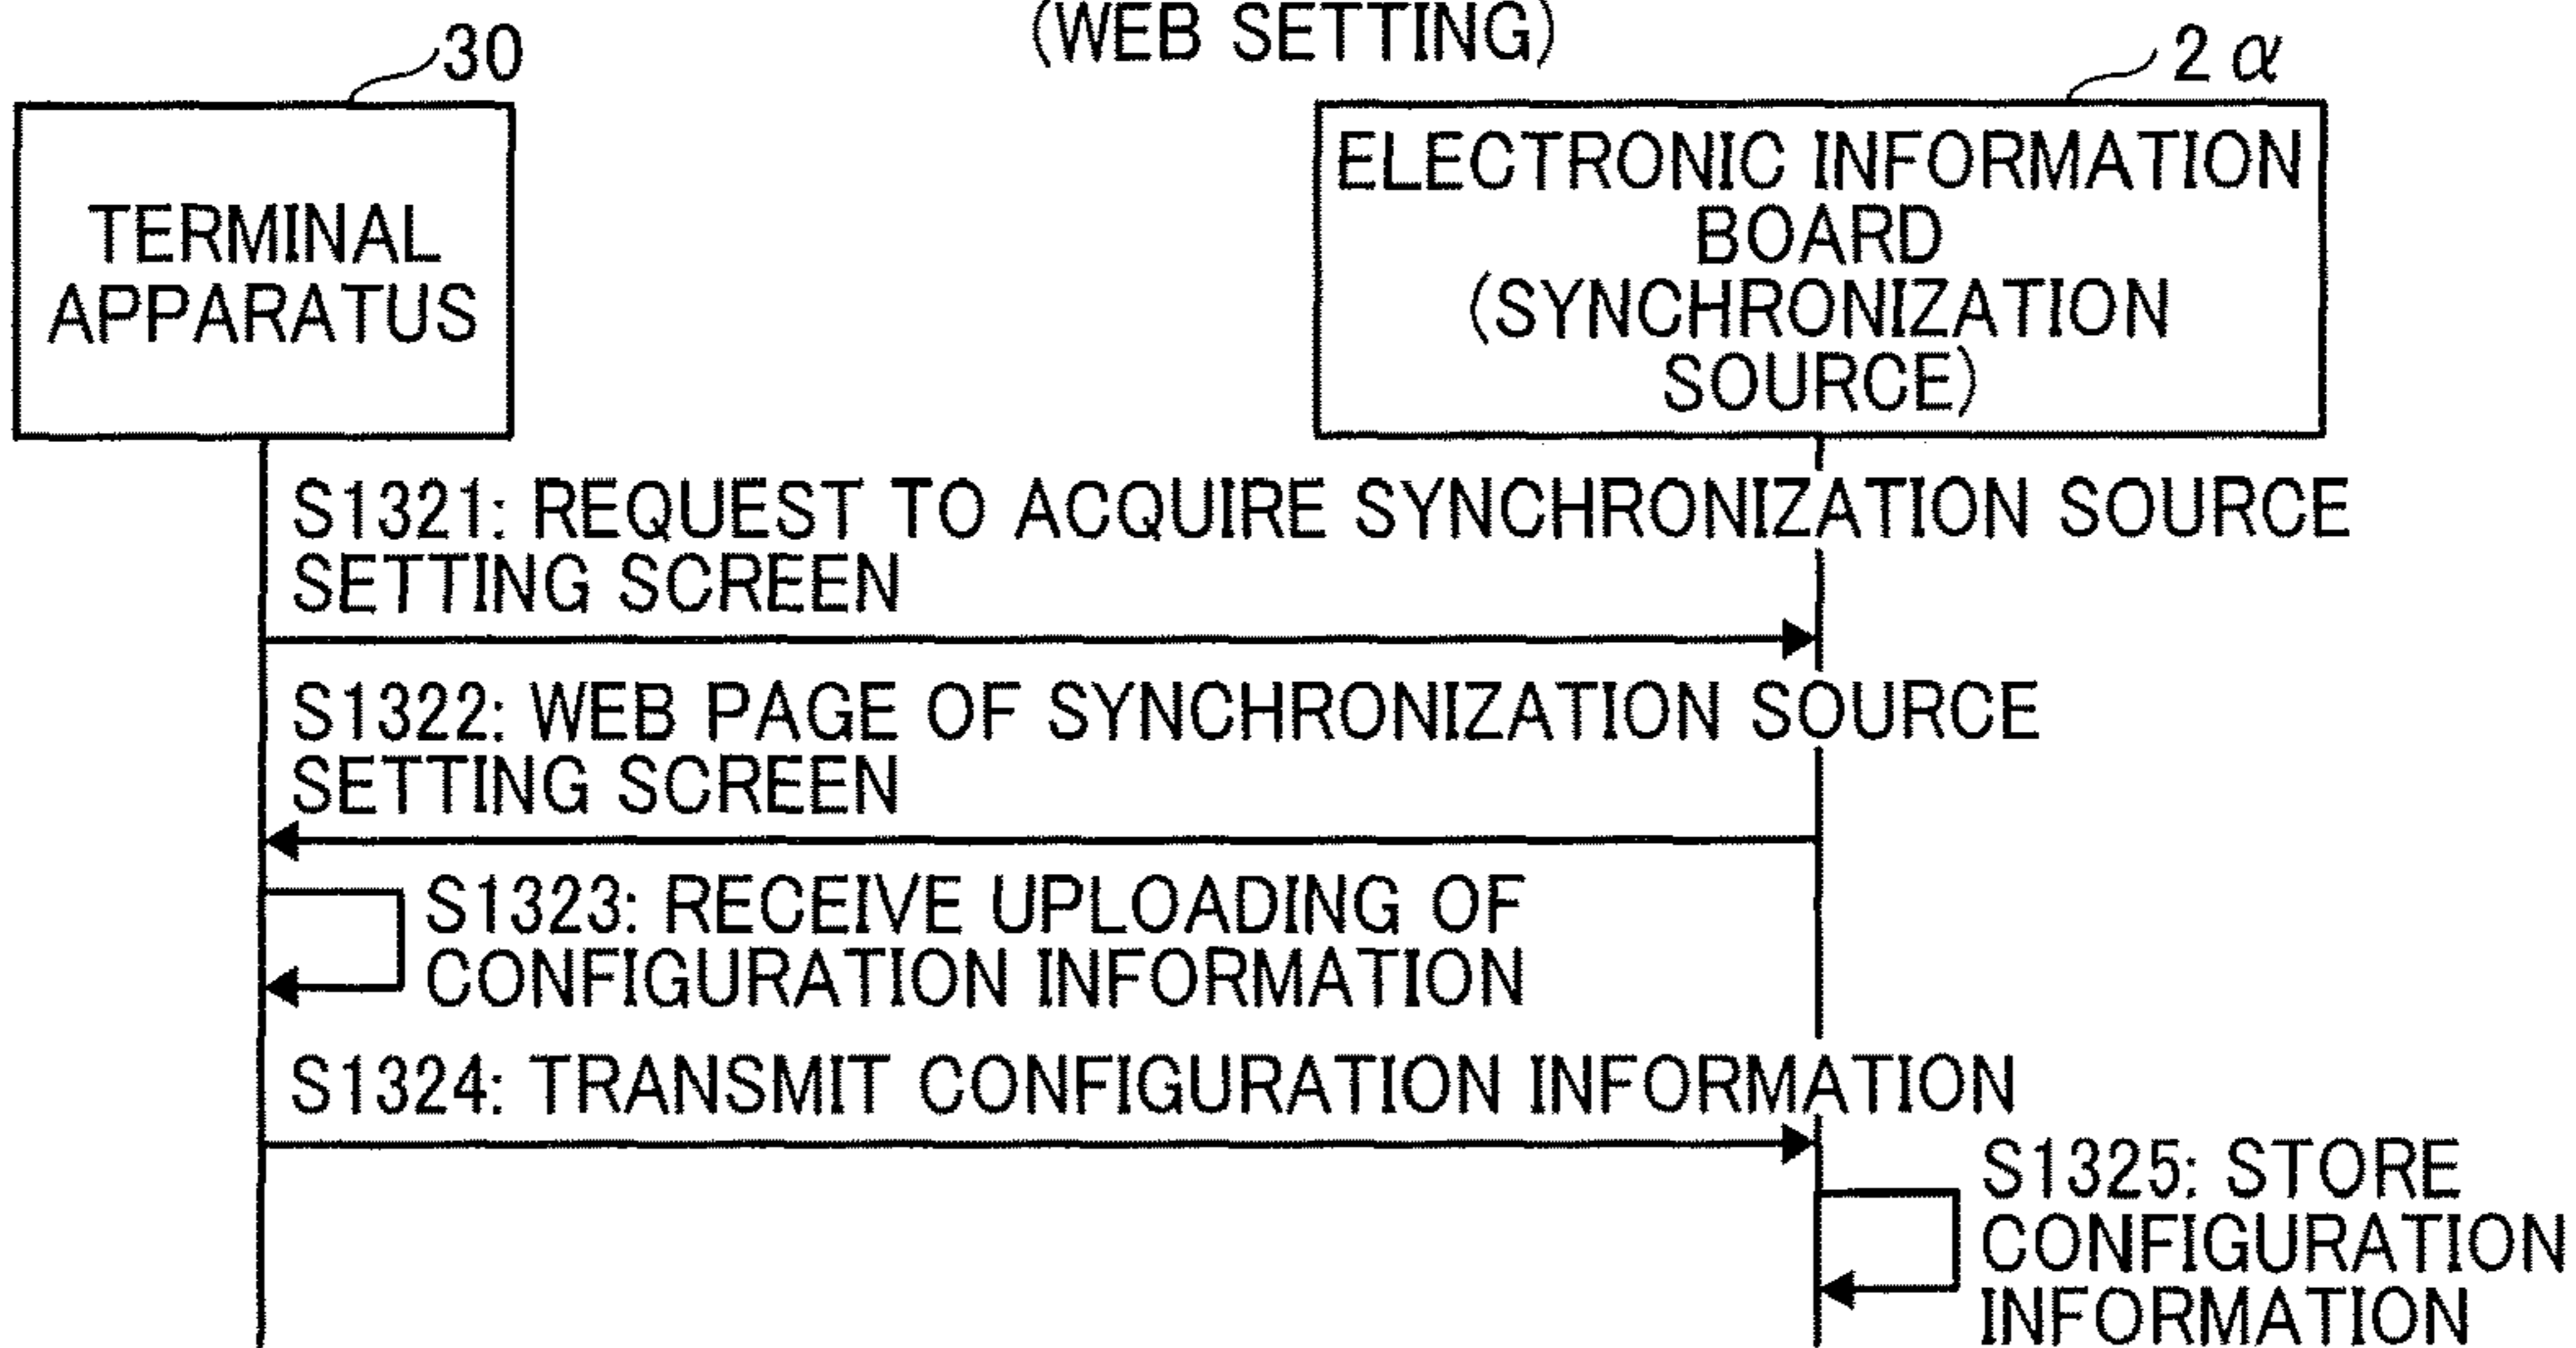 (WEB SETTING)
30
2α
TERMINAL
APPARATUS
ELECTRONIC INFORMATION
BOARD
(SYNCHRONIZATION
SOURCE)
S1321: REQUEST TO ACQUIRE SYNCHRONIZATION SOURCE
SETTING SCREEN
S1322: WEB PAGE OF SYNCHRONIZATION SOURCE
SETTING SCREEN
S1323: RECEIVE UPLOADING OF
CONFIGURATION INFORMATION
S1324: TRANSMIT CONFIGURATION INFORMATION
S1325: STORE
CONFIGURATION
INFORMATION